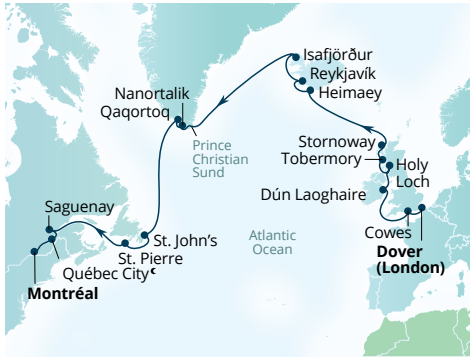 Isafjörður
Reykjavík
Heimaey
Nanortalik
Qaqortoq
Prince
Christian
Sund
Stornoway
Tobermory
Holy
Loch
Dún Laoghaire
Saguenay
St. John's
St. Pierre
Québec City
Montréal
Atlantic
Ocean
Cowes
Dover
(London)